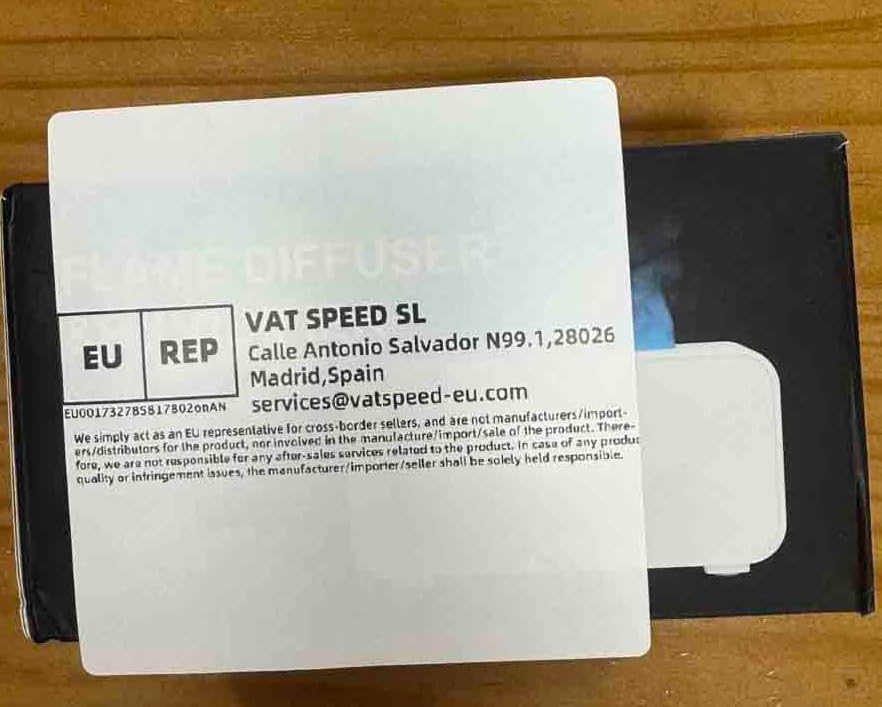 FLAME DIFFUSER
EU REP
VAT SPEED SL
Calle Antonio Salvador N99.1,28026
Madrid,Spain
services@vatspeed-eu.com
EU001732785817802onAN
We simply act as an EU representative for cross-border sellers, and are not manufacturers/import-
ers/distributors for the product, nor involved in the manufacture/import/sale of the product. There-
fore, we are not responsible for any after-sales services related to the product. In case of any produc
quality or infringement issues, the manufacturer/importer/seller shall be solely held responsible.